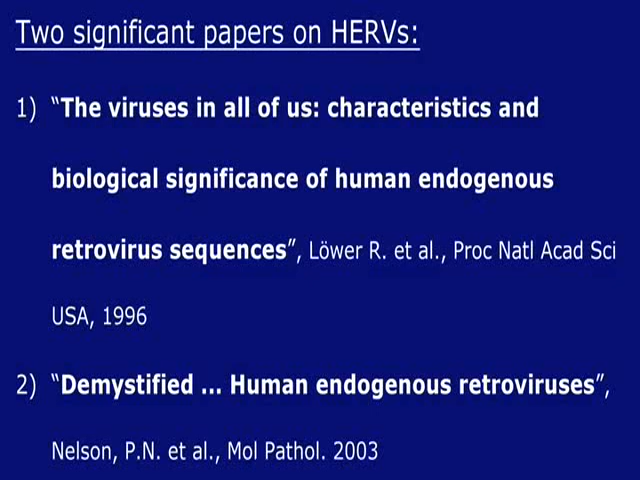 Two significant papers on HERVs:
1) “The viruses in all of us: characteristics and
biological significance of human endogenous
retrovirus sequences”, Löwer R. et al., Proc Natl Acad Sci
USA, 1996
2) “Demystified ... Human endogenous retroviruses”,
Nelson, P.N. et al., Mol Pathol. 2003